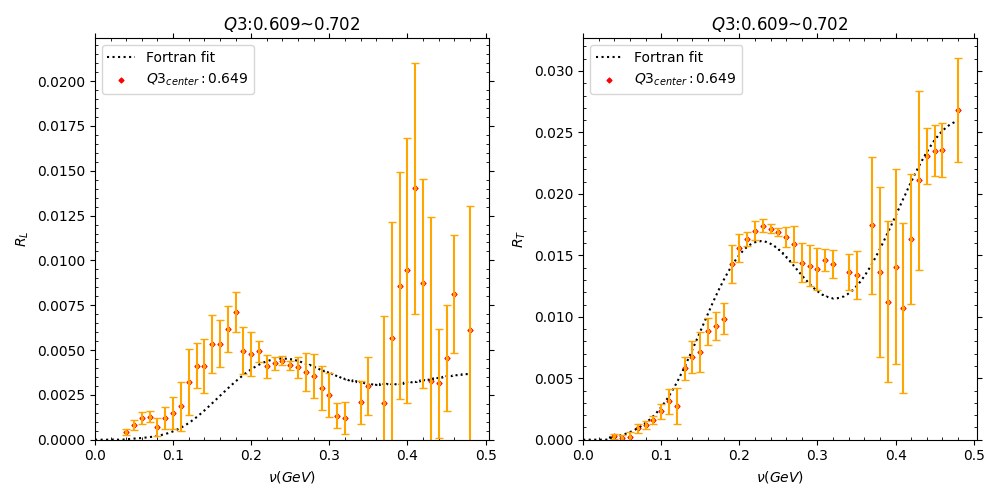 Q3:0.609~0.702
Fortran fit
Q3center : 0.649
0.0200
0.0175
0.0150
0.0125
0.0100
0.0075
0.0050
0.0025
0.0000
RL
0.0
0.1
0.2
0.3
0.4
0.5
ν(GeV)
Q3:0.609~0.702
Fortran fit
Q3center : 0.649
0.030
0.025
0.020
0.015
0.010
0.005
0.000
RT
0.0
0.1
0.2
0.3
0.4
0.5
ν(GeV)